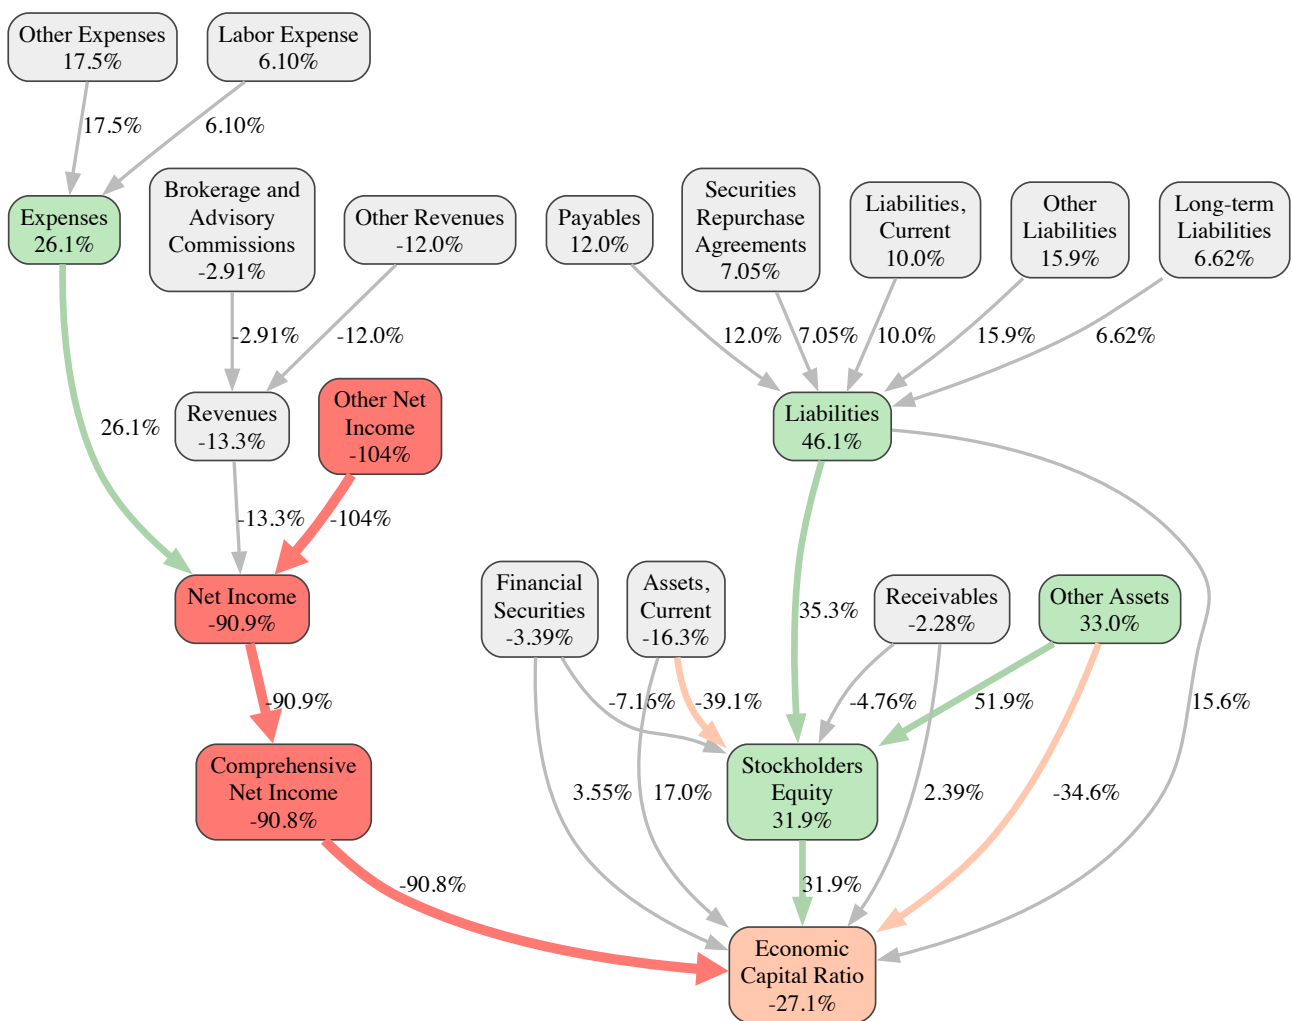 Other Expenses
17.5%
Labor Expense
6.10%
17.5%
6.10%
Expenses
26.1%
Brokerage and
Advisory
Commissions
-2.91%
Other Revenues
-12.0%
Payables
12.0%
Securities
Repurchase
Agreements
7.05%
Liabilities,
Current
10.0%
Other
Liabilities
15.9%
Long-term
Liabilities
6.62%
-2.91%
-12.0%
12.0%
7.05%
10.0%
15.9%
6.62%
26.1%
Revenues
-13.3%
Other Net
Income
-104%
Liabilities
46.1%
-13.3%
-104%
Net Income
-90.9%
Financial
Securities
-3.39%
Assets,
Current
-16.3%
35.3%
Receivables
-2.28%
Other Assets
33.0%
-90.9%
-7.16%
-39.1%
-4.76%
51.9%
15.6%
Comprehensive
Net Income
-90.8%
3.55%
17.0%
Stockholders
Equity
31.9%
2.39%
-34.6%
-90.8%
31.9%
Economic
Capital Ratio
-27.1%